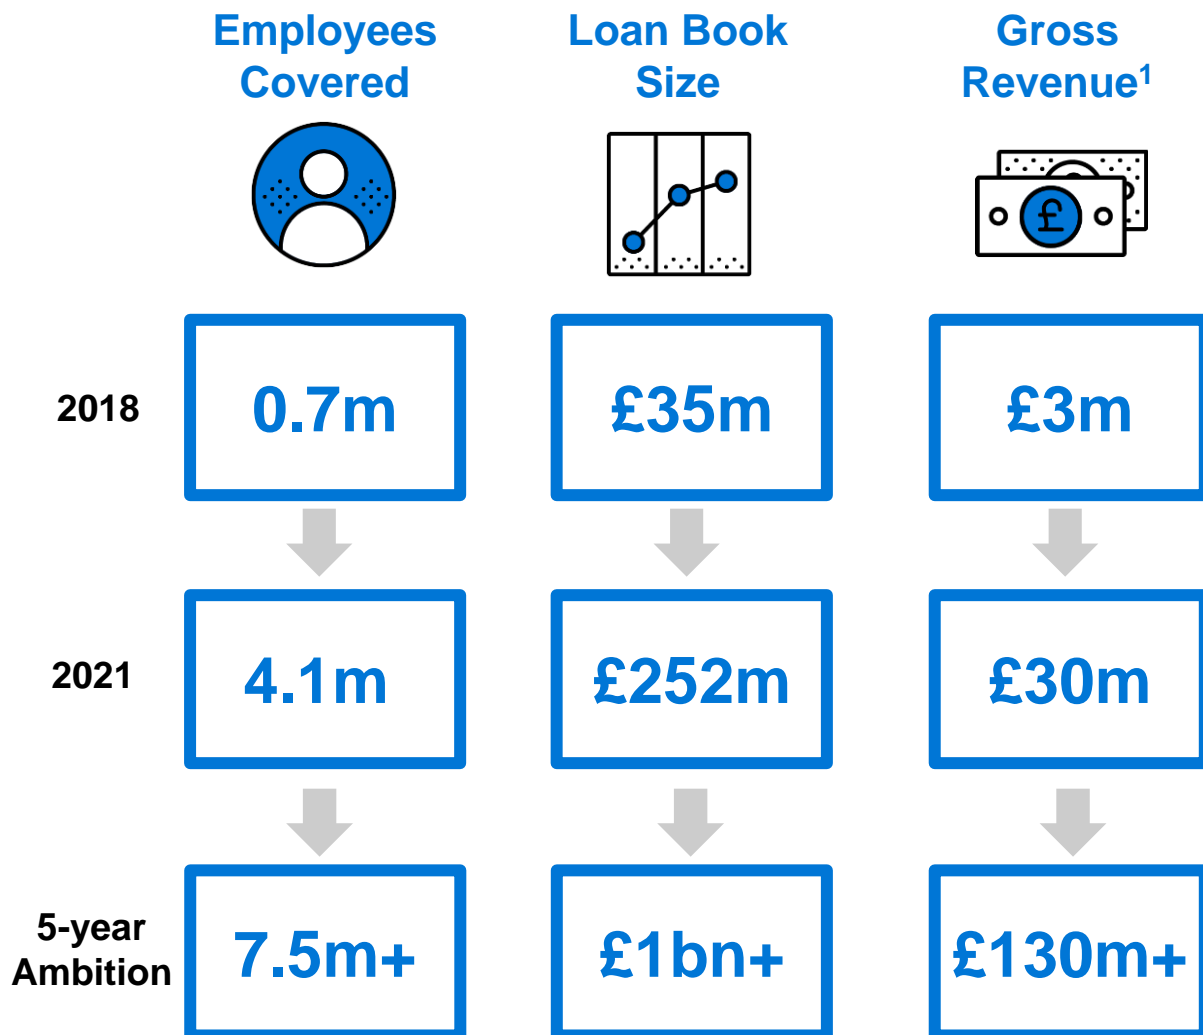 Employees
Covered
Loan Book
Size
Gross
Revenue¹
£
2018
0.7m
£35m
£3m
2021
4.1m
£252m
£30m
5-year
Ambition
7.5m+
£1bn+
£130m+